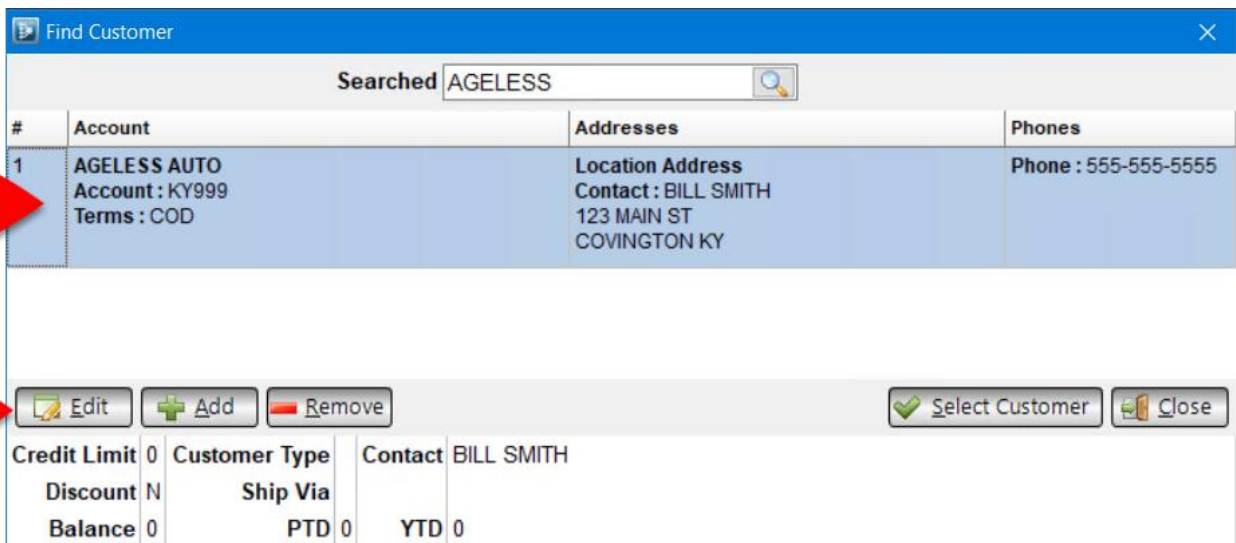 Find Customer
Searched AGELESS
# Account Addresses Phones
1 AGELESS AUTO Location Address Phone : 555-555-5555
Account : KY999 Contact : BILL SMITH
Terms : COD 123 MAIN ST
COVINGTON KY
Edit Add Remove Select Customer Close
Credit Limit 0 Customer Type Contact BILL SMITH
Discount N Ship Via
Balance 0 PTD 0 YTD 0